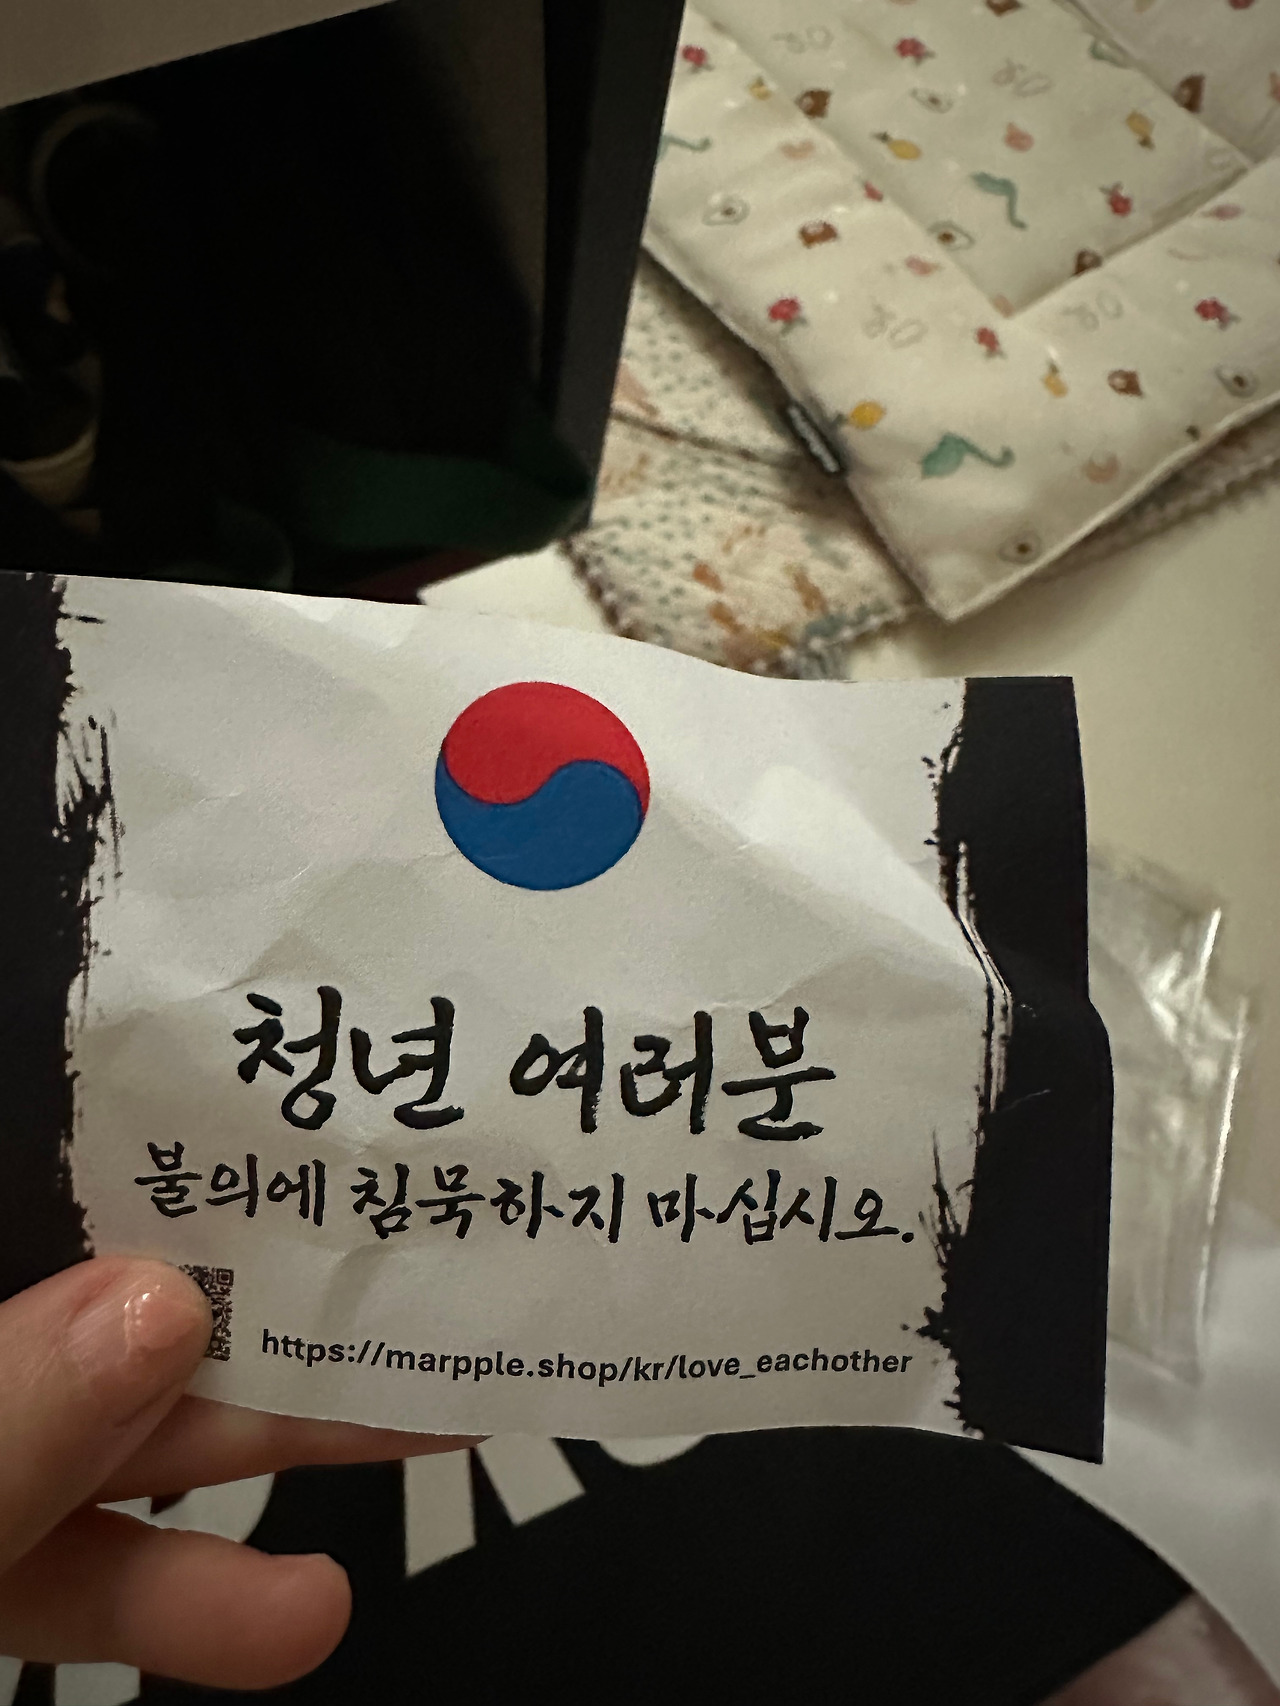 청년 여러분
불의에 침묵하지 마십시오.
https://marpple.shop/kr/love_eachother